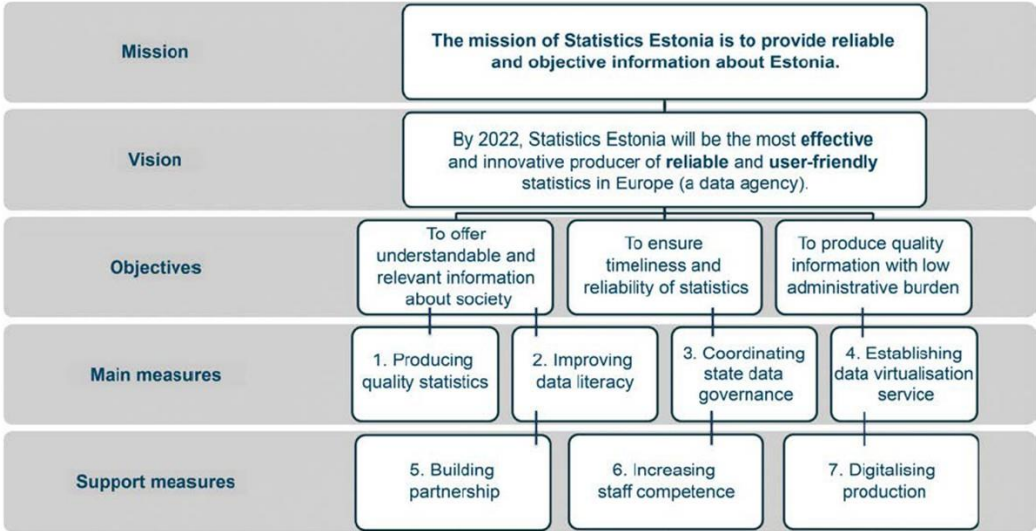 Mission
The mission of Statistics Estonia is to provide reliable
and objective information about Estonia.
Vision
By 2022, Statistics Estonia will be the most effective
and innovative producer of reliable and user-friendly
statistics in Europe (a data agency).
Objectives
To offer
understandable and
relevant information
about society
To ensure
timeliness and
reliability of statistics
To produce quality
information with low
administrative burden
Main measures
1. Producing
quality statistics
2. Improving
data literacy
3. Coordinating
state data
governance
4. Establishing
data virtualisation
service
Support measures
5. Building
partnership
6. Increasing
staff competence
7. Digitalising
production